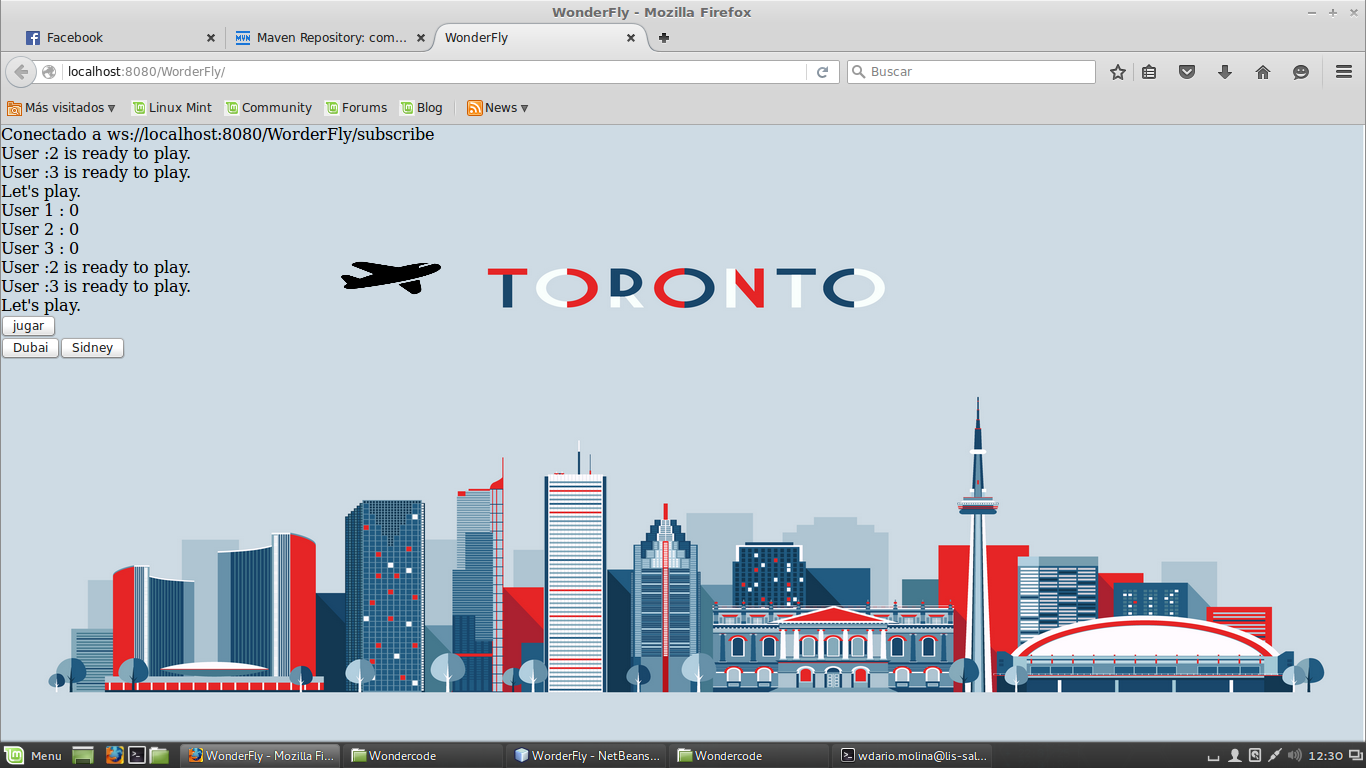 WonderFly - Mozilla Firefox
Facebook
Maven Repository: com...
WonderFly
localhost:8080/WorderFly/
Buscar
Más visitados
Linux Mint
Community
Forums
Blog
News
Conectado a ws://localhost:8080/WorderFly/subscribe
User :2 is ready to play.
User :3 is ready to play.
Let's play.
User 1 : 0
User 2 : 0
User 3 : 0
User :2 is ready to play.
User :3 is ready to play.
Let's play.
TORONTO
jugar
Dubai Sidney
Menu
WonderFly - Mozilla Fi...
Wondercode
WorderFly - NetBeans...
Wondercode
wdario.molina@lis-sal...
12:30